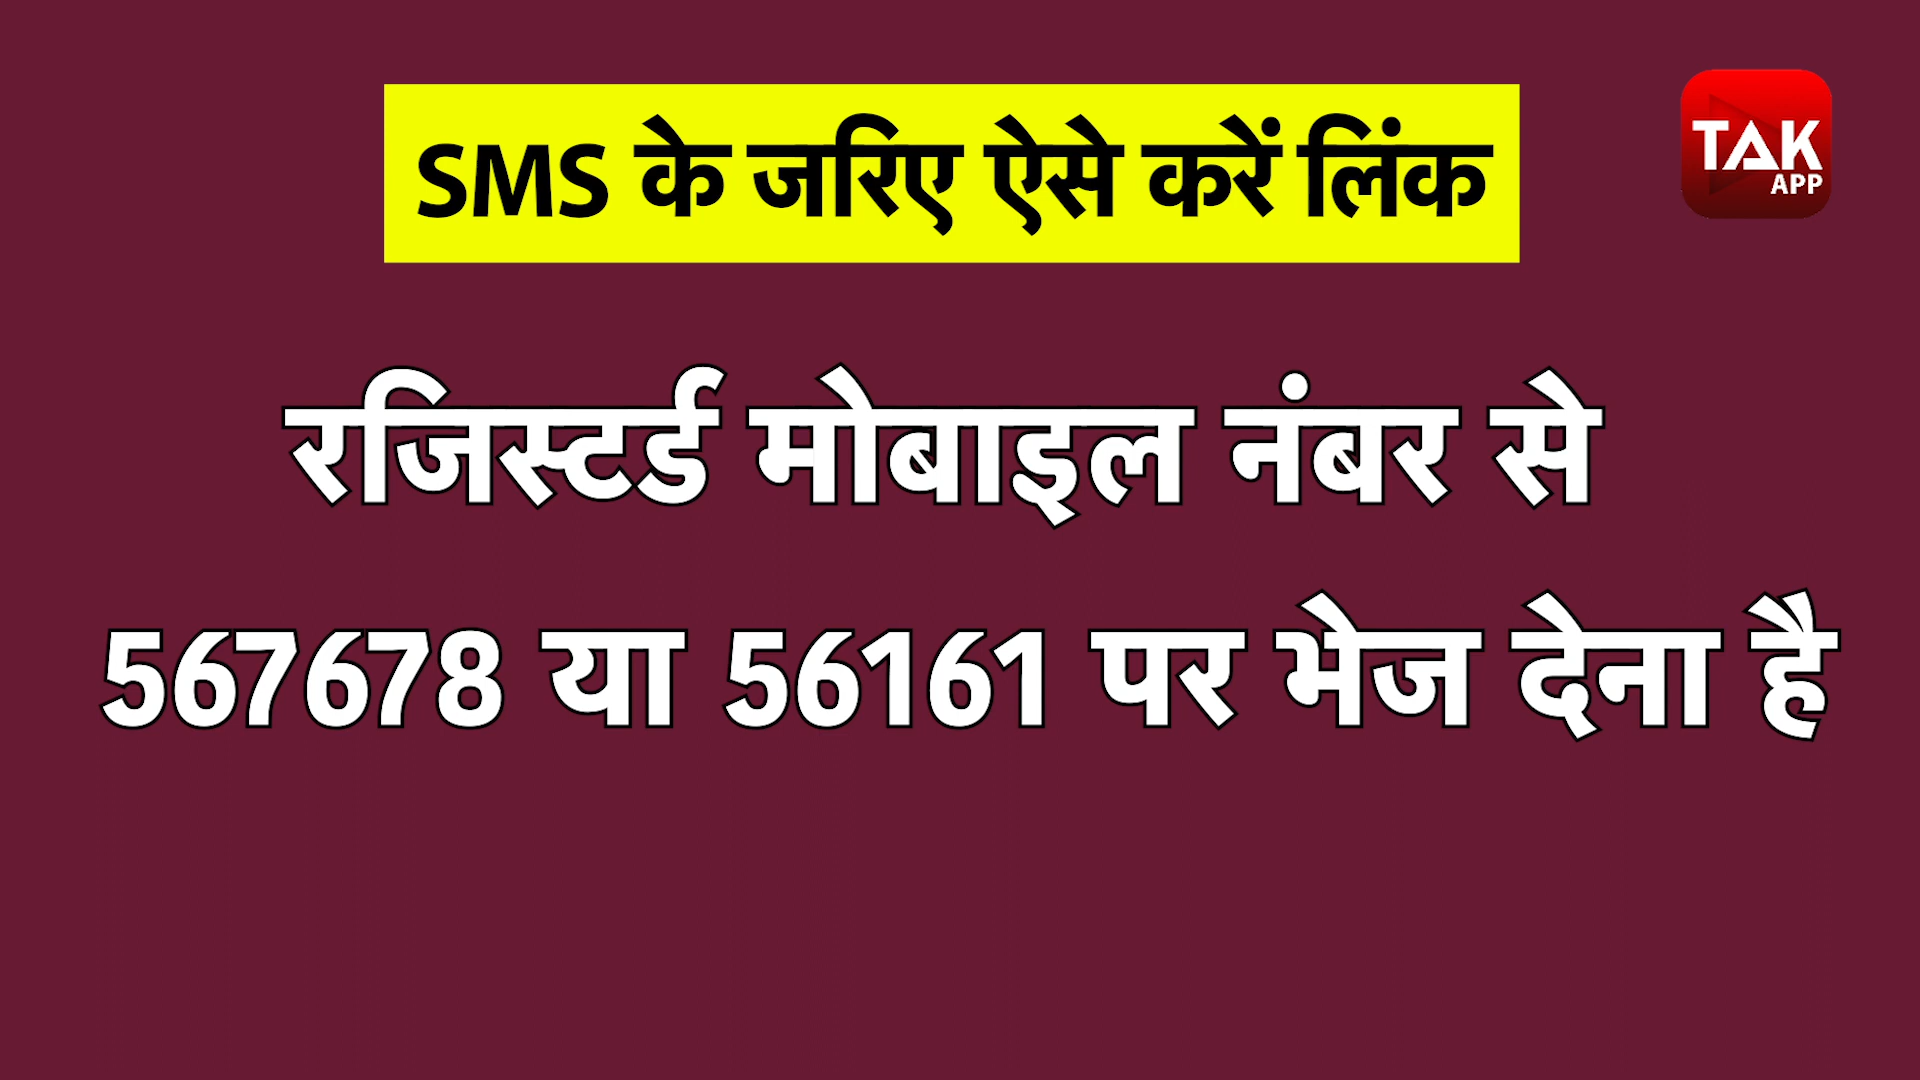 SMS के जरिए ऐसे करें लिंक
TAK
APP
रजिस्टर्ड मोबाइल नंबर से
567678 या 56161 पर भेज देना है